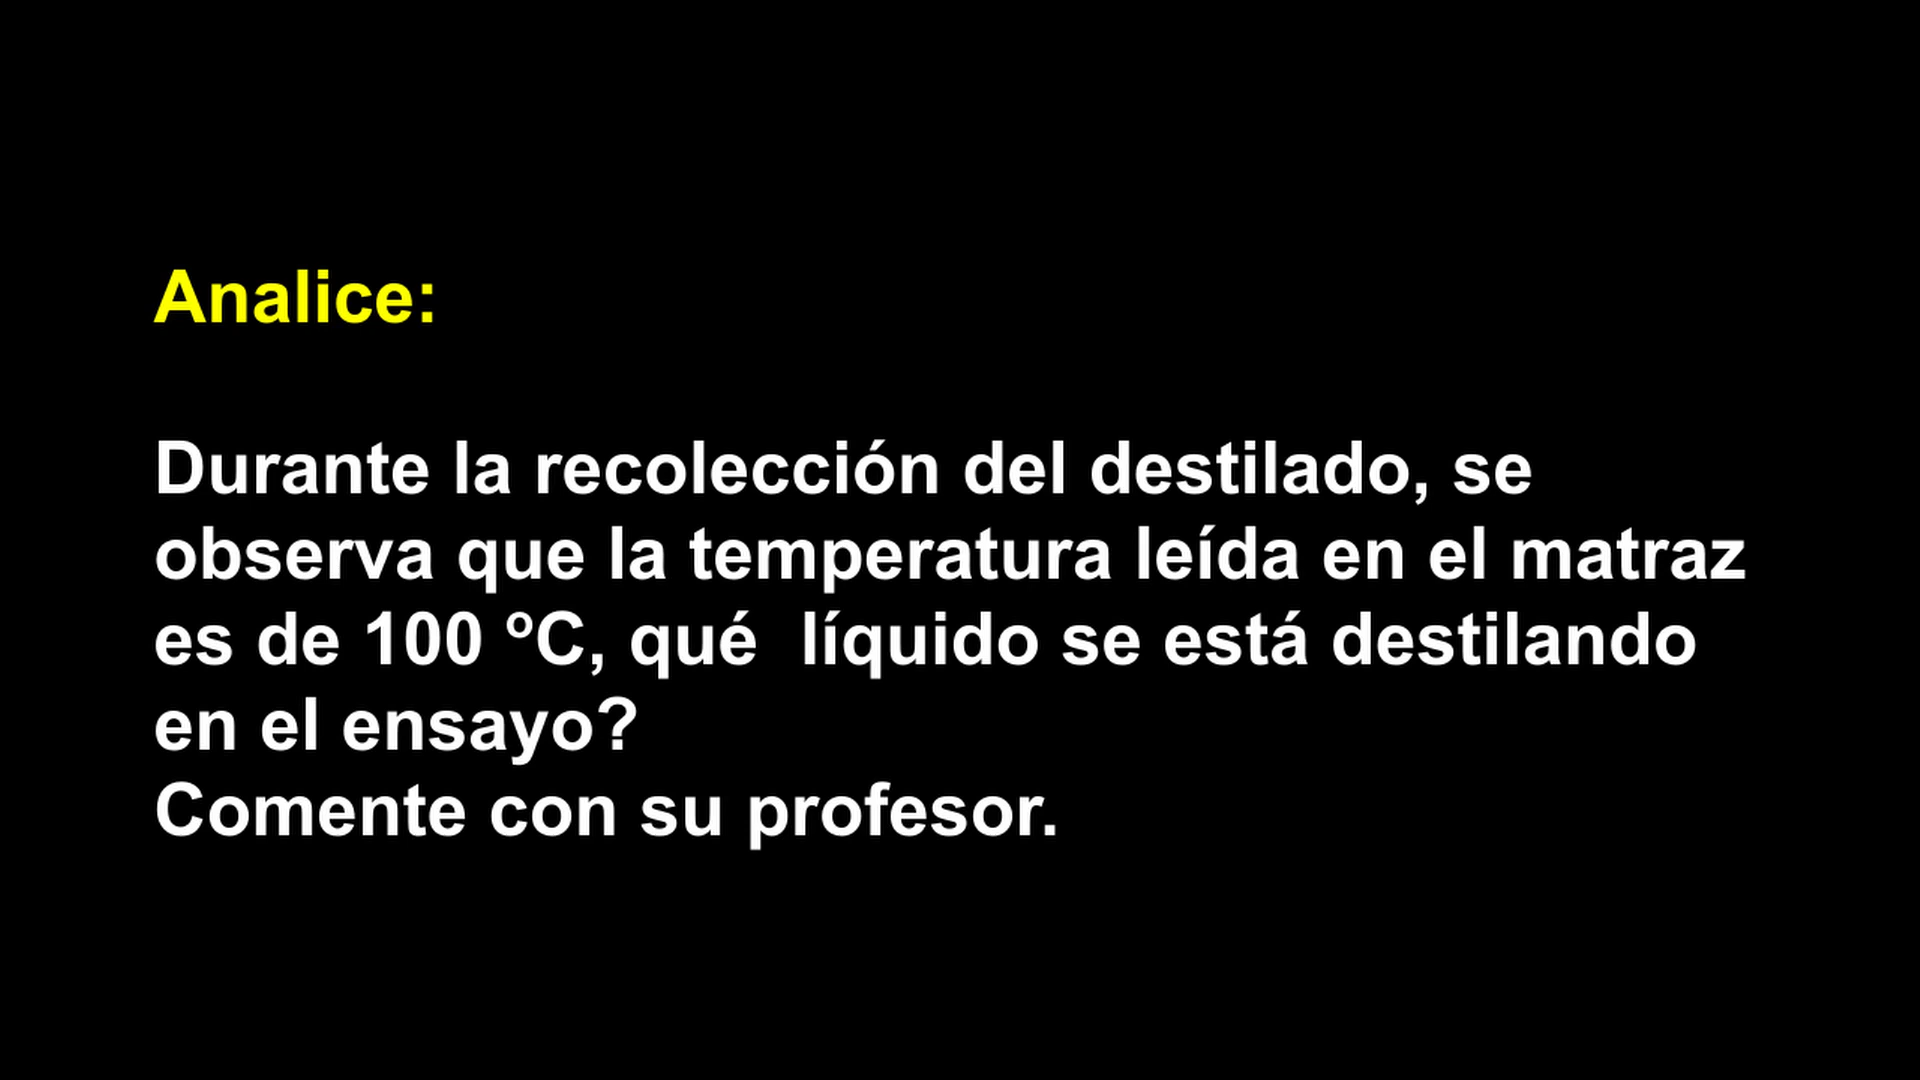 Analice:
Durante la recolección del destilado, se
observa que la temperatura leída en el matraz
es de 100 ºC, qué  líquido se está destilando
en el ensayo?
Comente con su profesor.